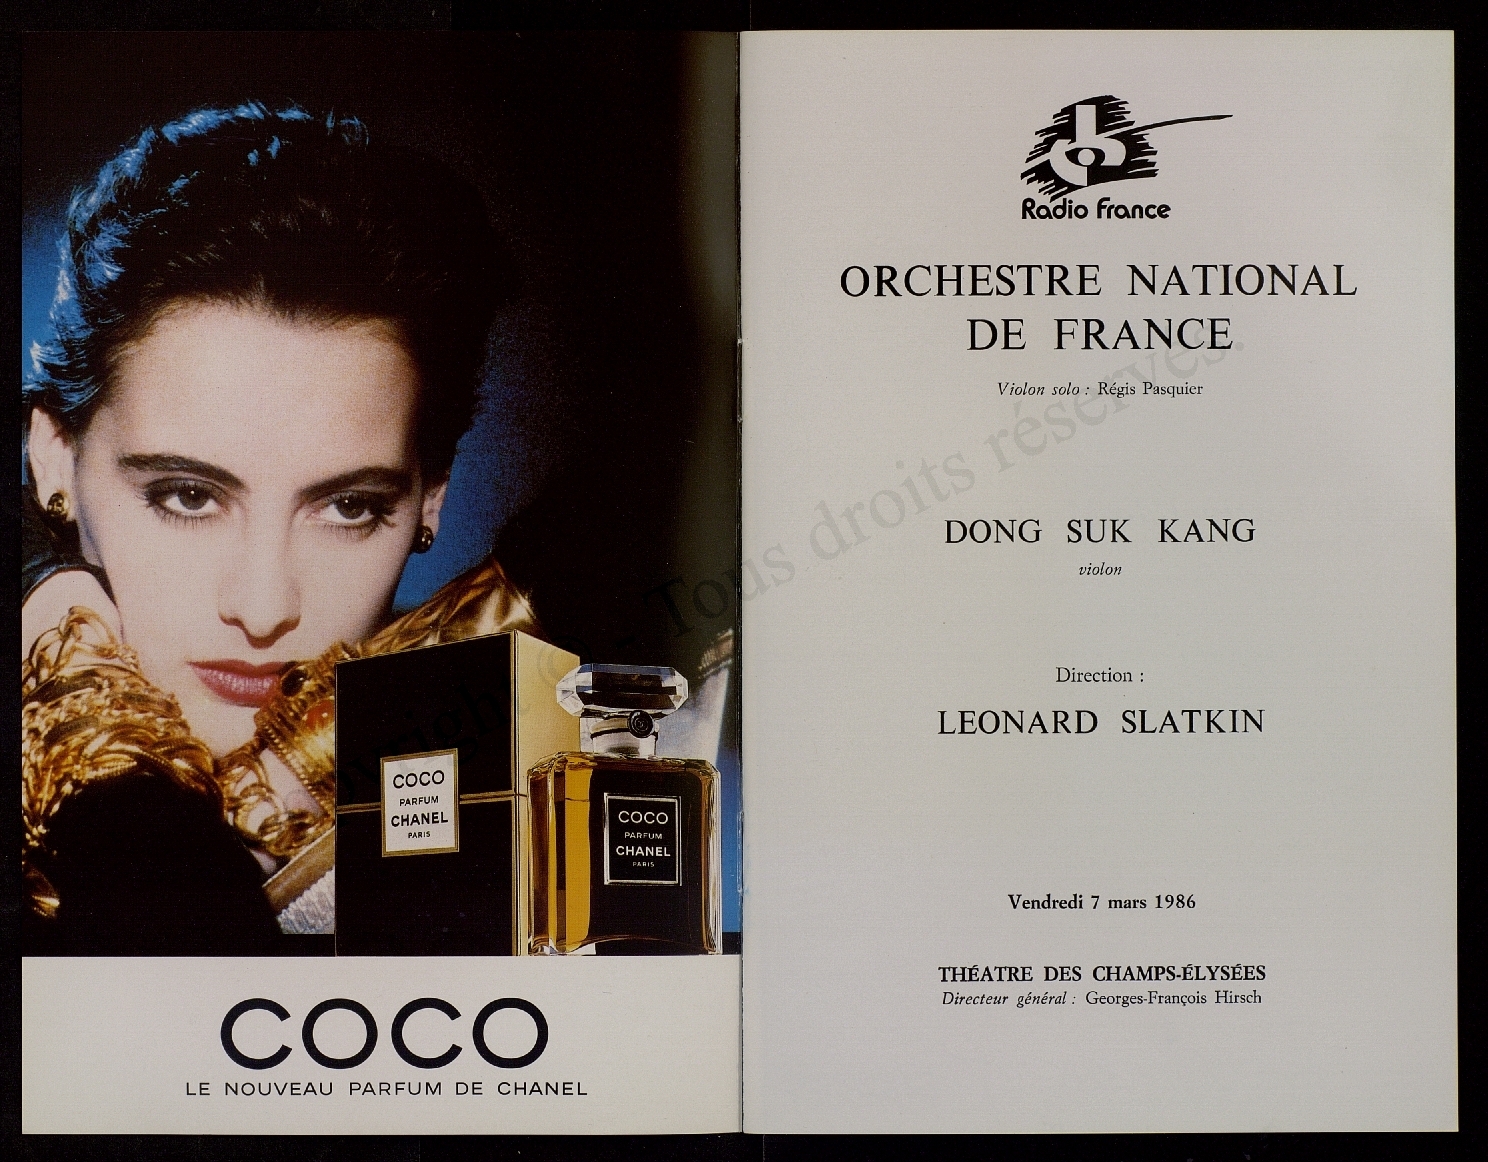 COCO
PARFUM
CHANEL
PARIS
COCO
PARFUM
CHANEL
PARIS
COCO
LE NOUVEAU PARFUM DE CHANEL
Radio France
ORCHESTRE NATIONAL
DE FRANCE
Violon solo : Régis Pasquier
DONG SUK KANG
violon
Direction :
LEONARD SLATKIN
Vendredi 7 mars 1986
THÉATRE DES CHAMPS-ÉLYSÉES
Directeur général : Georges-François Hirsch
Copyright © - Tous droits réservés.